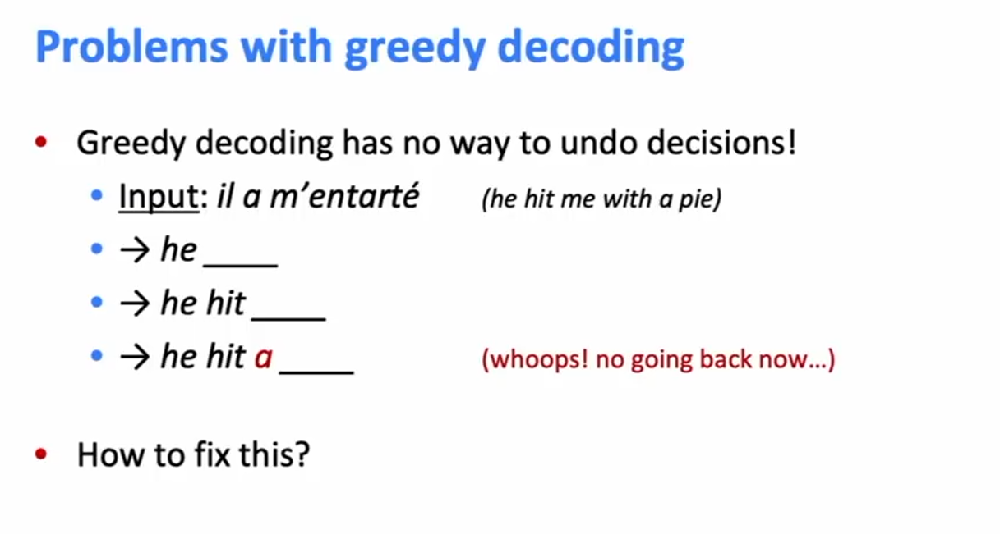 Problems with greedy decoding
• Greedy decoding has no way to undo decisions!
• Input: il a m’entarté (he hit me with a pie)
• → he ____
• → he hit ____
• → he hit a ____ (whoops! no going back now…)
• How to fix this?